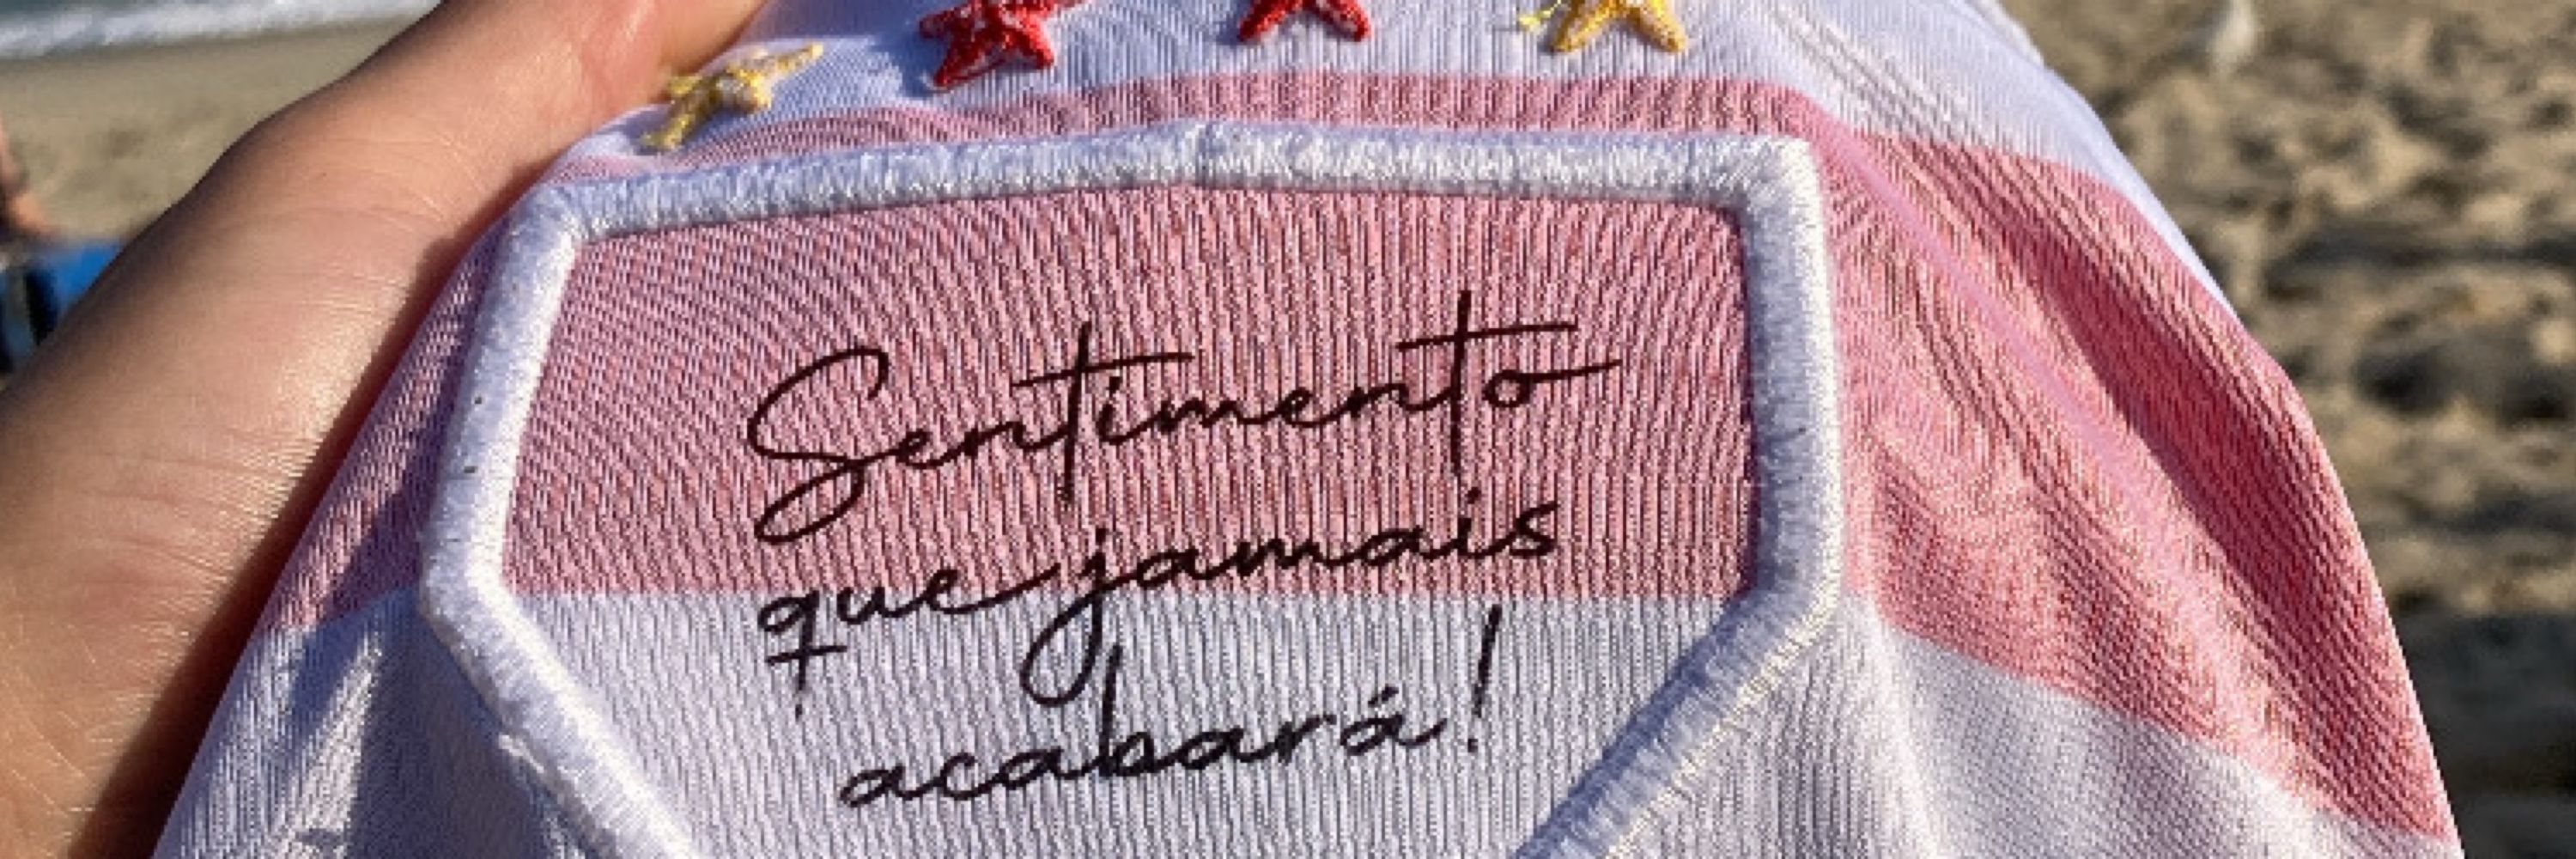 Sentimento
que jamais
acabará!